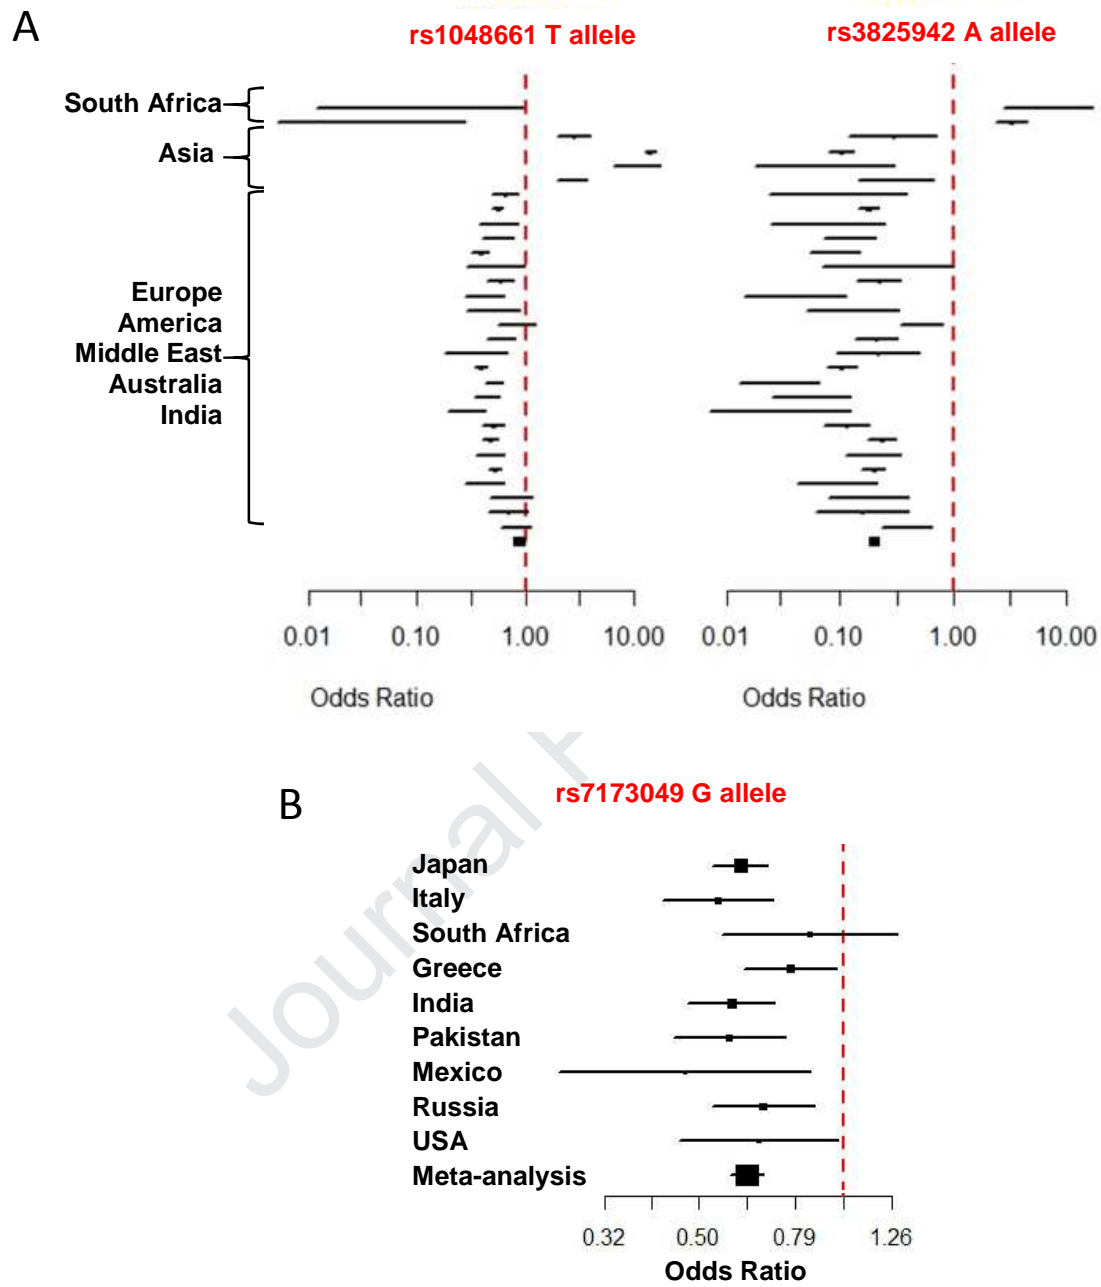 A
rs1048661 T allele
rs3825942 A allele
South Africa
Asia
Europe
America
Middle East
Australia
India
0.01 0.10 1.00 10.00
0.01 0.10 1.00 10.00
Odds Ratio
Odds Ratio
Journal
B
rs7173049 G allele
Japan
Italy
South Africa
Greece
India
Pakistan
Mexico
Russia
USA
Meta-analysis
0.32 0.50 0.79 1.26
Odds Ratio